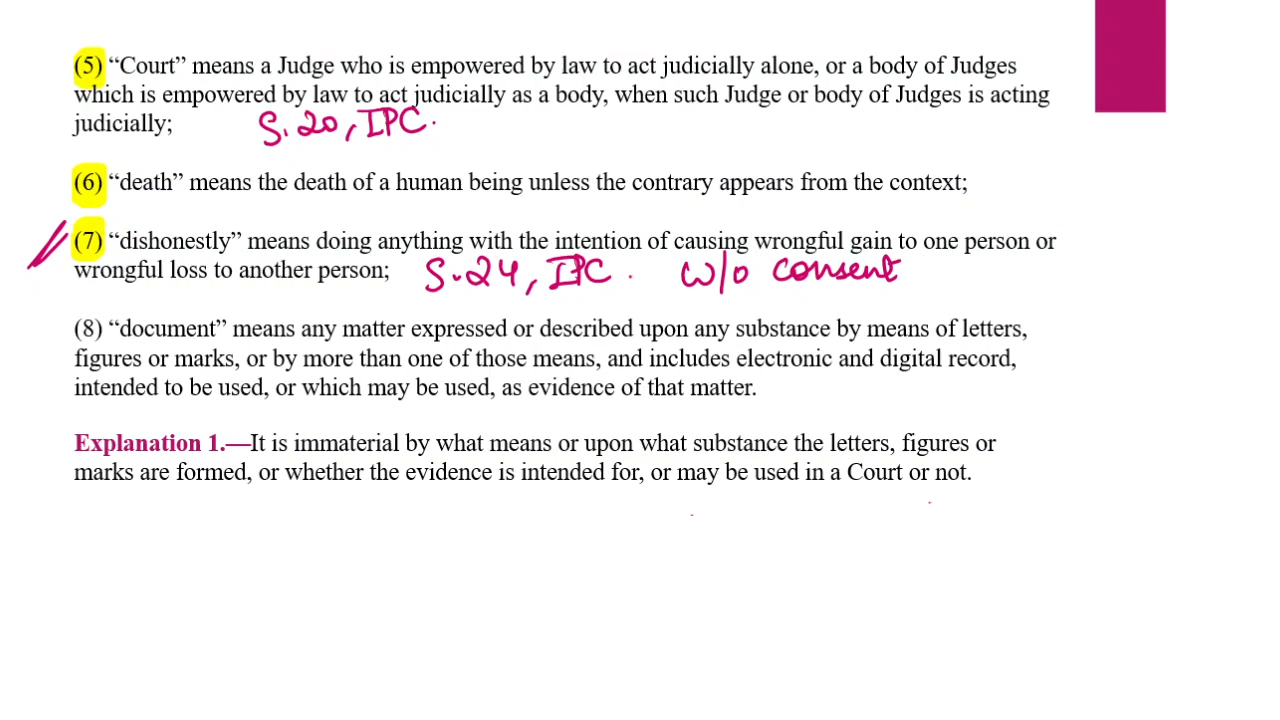 (5) “Court” means a Judge who is empowered by law to act judicially alone, or a body of Judges
which is empowered by law to act judicially as a body, when such Judge or body of Judges is acting
judicially;
S. 20, IPC.
(6) “death” means the death of a human being unless the contrary appears from the context;
(7) “dishonestly” means doing anything with the intention of causing wrongful gain to one person or
wrongful loss to another person;
S. 24, IPC. w/o consent
(8) “document” means any matter expressed or described upon any substance by means of letters,
figures or marks, or by more than one of those means, and includes electronic and digital record,
intended to be used, or which may be used, as evidence of that matter.
Explanation 1.—It is immaterial by what means or upon what substance the letters, figures or
marks are formed, or whether the evidence is intended for, or may be used in a Court or not.